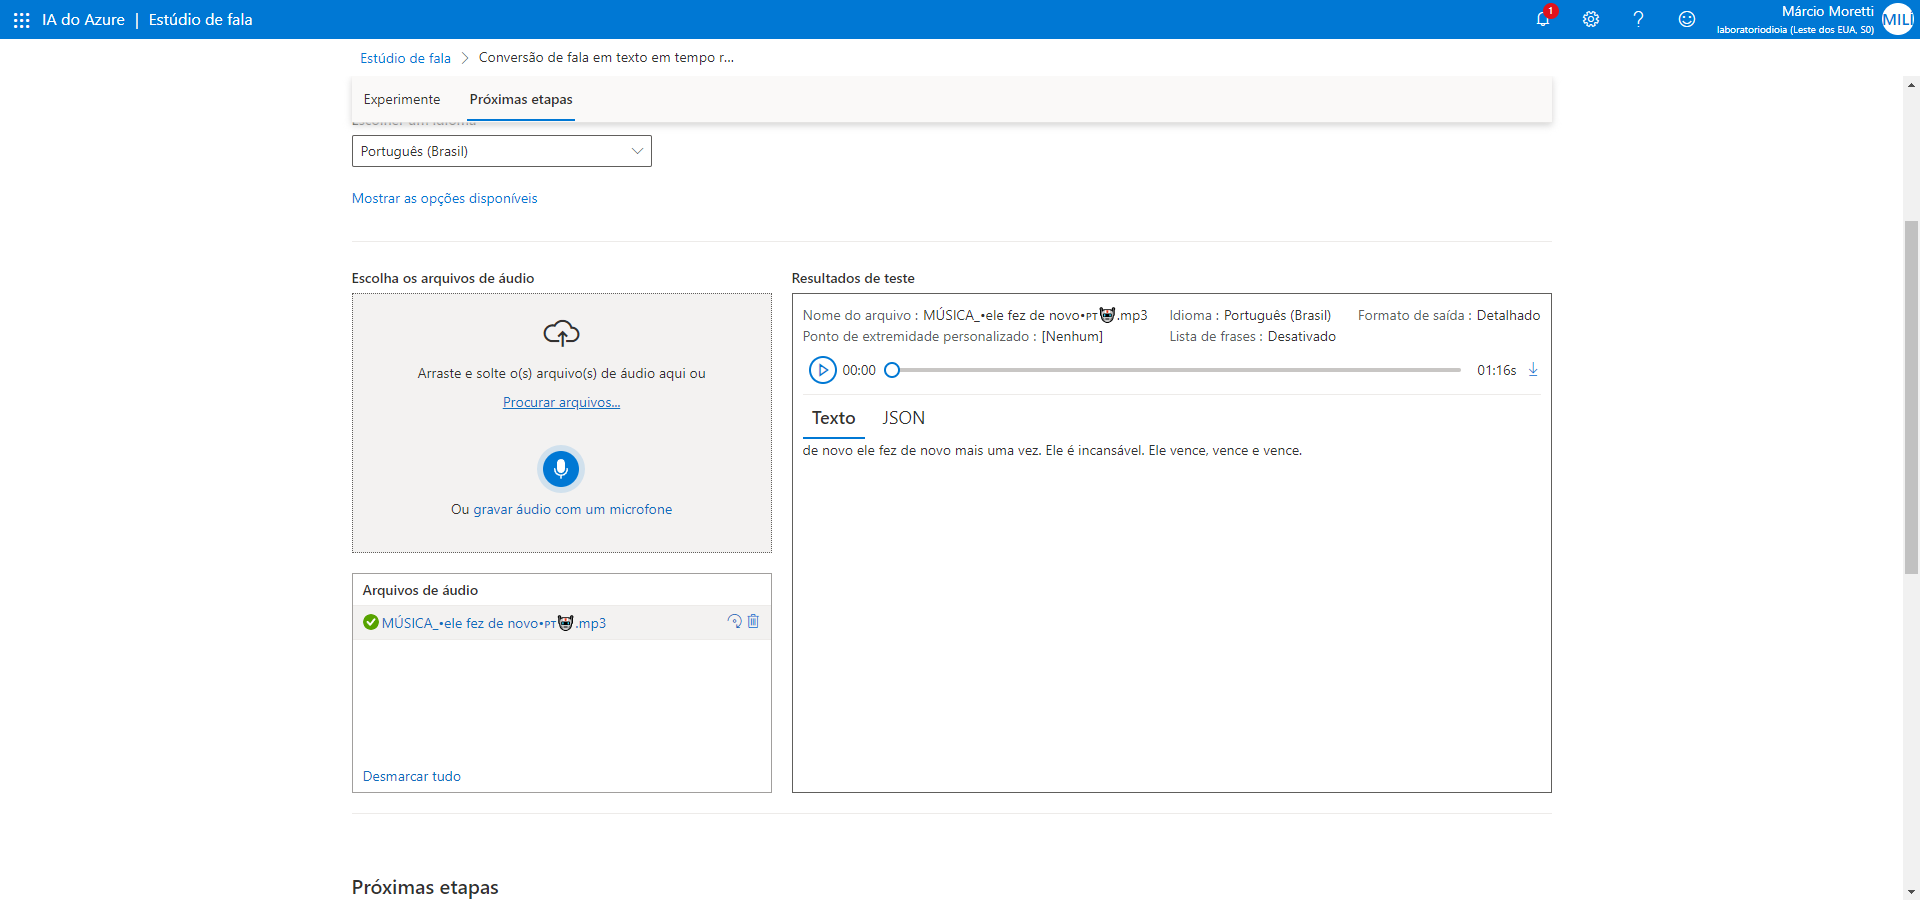 IA do Azure | Estúdio de fala
1
Márcio Moretti
laboratoriodioia (Leste dos EUA, S0)
MILI
Estúdio de fala > Conversão de fala em texto em tempo r...
Experimente Próximas etapas
Escolher um idioma
Português (Brasil)
Mostrar as opções disponíveis
Escolha os arquivos de áudio
Arraste e solte o(s) arquivo(s) de áudio aqui ou
Procurar arquivos...
Ou gravar áudio com um microfone
Arquivos de áudio
MÚSICA_•ele fez de novo•ᴘᴛ.mp3
Desmarcar tudo
Resultados de teste
Nome do arquivo : MÚSICA_•ele fez de novo•ᴘᴛ.mp3 Idioma : Português (Brasil) Formato de saída : Detalhado
Ponto de extremidade personalizado : [Nenhum] Lista de frases : Desativado
00:00 01:16s
Texto JSON
de novo ele fez de novo mais uma vez. Ele é incansável. Ele vence, vence e vence.
Próximas etapas